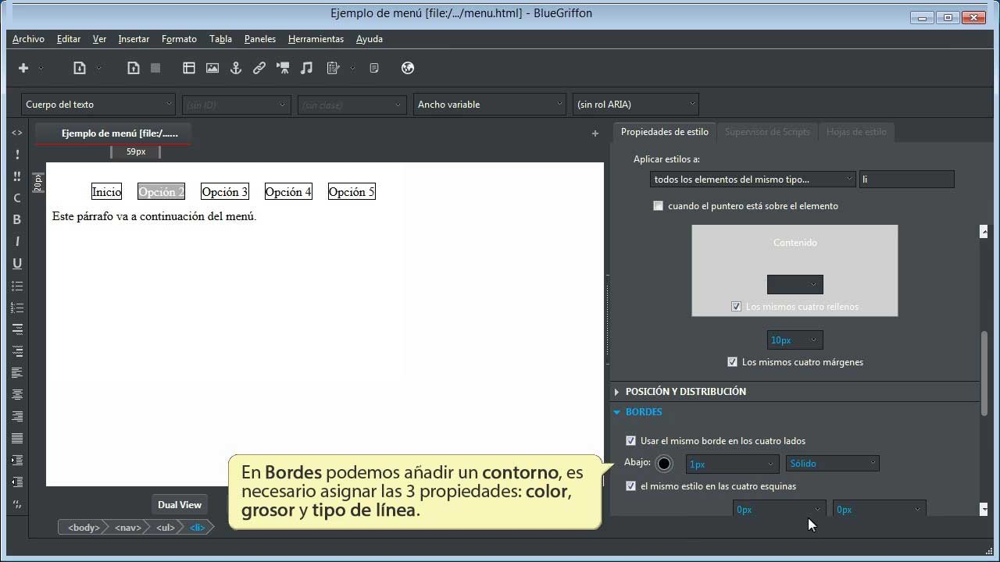 Ejemplo de menú [file:/.../menu.html] - BlueGriffon
Archivo Editar Ver Insertar Formato Tabla Paneles Herramientas Ayuda
Cuerpo del texto (sin ID) (sin clase) Ancho variable (sin rol ARIA)
Ejemplo de menú [file:/......
59px
20px
<>
!
!!
C
B
I
U
Inicio Opción 2 Opción 3 Opción 4 Opción 5
Este párrafo va a continuación del menú.
Propiedades de estilo Supervisor de Scripts Hojas de estilo
Aplicar estilos a:
todos los elementos del mismo tipo... li
cuando el puntero está sobre el elemento
Contenido
Los mismos cuatro rellenos
10px
Los mismos cuatro márgenes
POSICIÓN Y DISTRIBUCIÓN
BORDES
Usar el mismo borde en los cuatro lados
Abajo: 1px Sólido
el mismo estilo en las cuatro esquinas
0px 0px
En Bordes podemos añadir un contorno, es
necesario asignar las 3 propiedades: color,
grosor y tipo de línea.
Dual View
<body> <nav> <ul> <li>